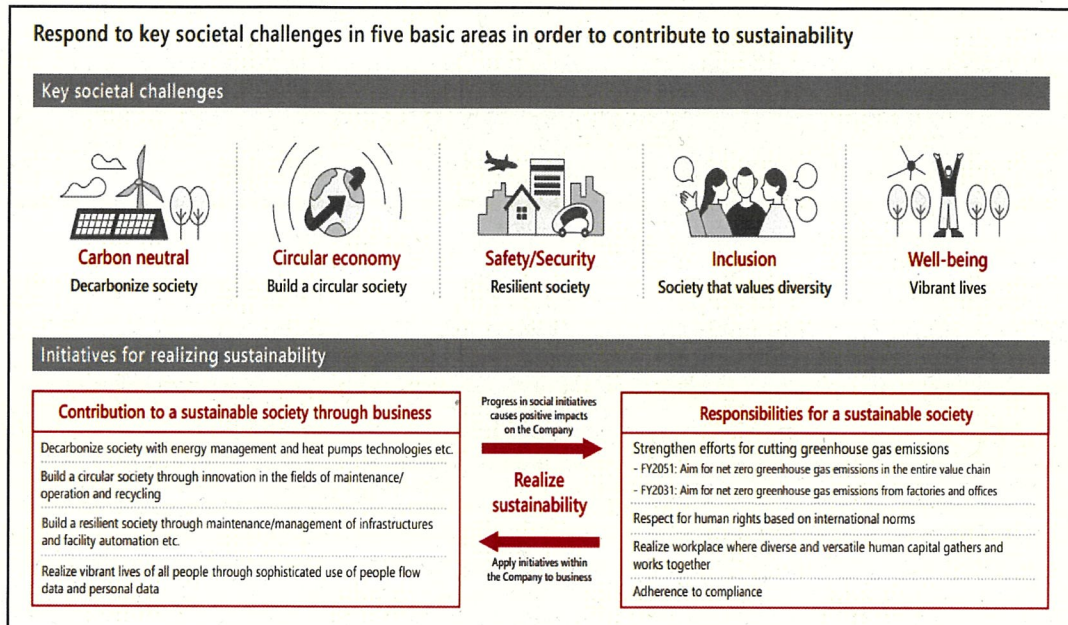 Respond to key societal challenges in five basic areas in order to contribute to sustainability
Key societal challenges
Carbon neutral
Decarbonize society
Circular economy
Build a circular society
Safety/Security
Resilient society
Inclusion
Society that values diversity
Well-being
Vibrant lives
Initiatives for realizing sustainability
Contribution to a sustainable society through business
Decarbonize society with energy management and heat pumps technologies etc.
Build a circular society through innovation in the fields of maintenance/
operation and recycling
Build a resilient society through maintenance/management of infrastructures
and facility automation etc.
Realize vibrant lives of all people through sophisticated use of people flow
data and personal data
Progress in social initiatives
causes positive impacts
on the Company
Realize
sustainability
Apply initiatives within
the Company to business
Responsibilities for a sustainable society
Strengthen efforts for cutting greenhouse gas emissions
- FY2051: Aim for net zero greenhouse gas emissions in the entire value chain
- FY2031: Aim for net zero greenhouse gas emissions from factories and offices
Respect for human rights based on international norms
Realize workplace where diverse and versatile human capital gathers and
works together
Adherence to compliance